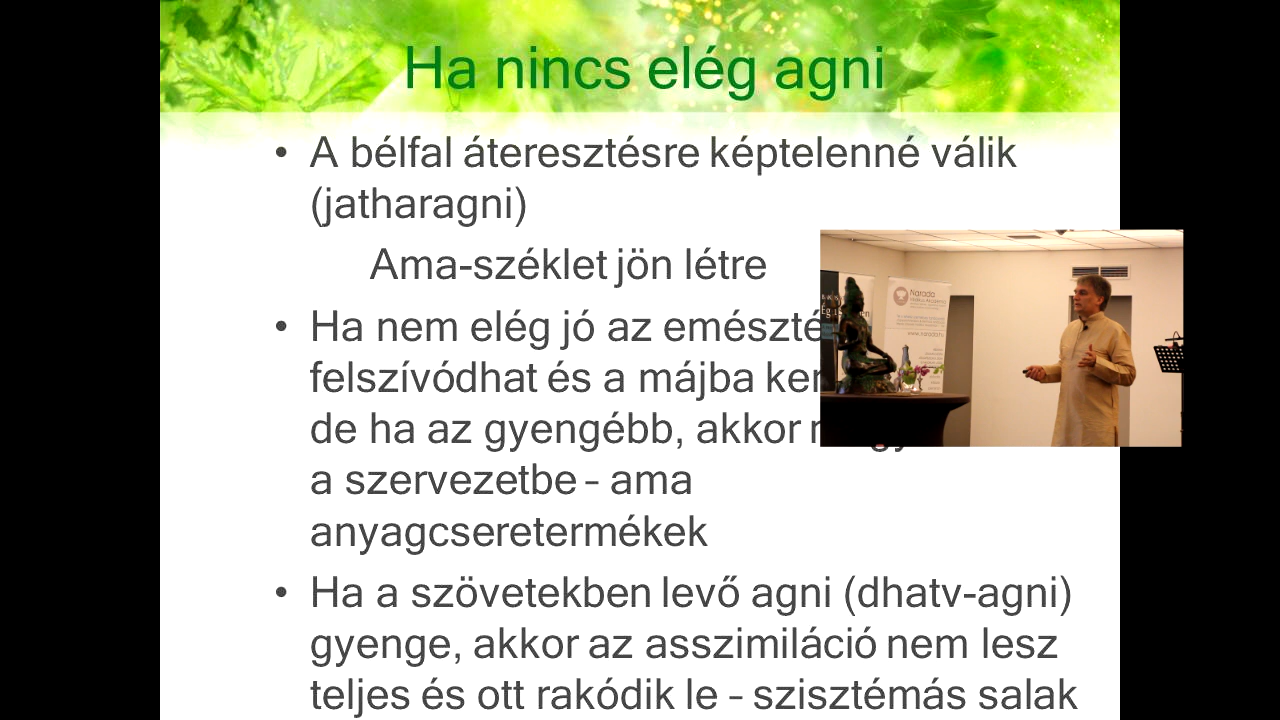 Ha nincs elég agni
• A bélfal áteresztésre képtelenné válik
(jatharagni)
Ama-széklet jön létre
• Ha nem elég jó az
felszívódhat és a májba
de ha az gyengébb, akkor
a szervezetbe – ama
anyagcseretermékek
• Ha a szövetekben levő agni (dhatv-agni)
gyenge, akkor az asszimiláció nem lesz
teljes és ott rakódik le – szisztémás salak
Narada